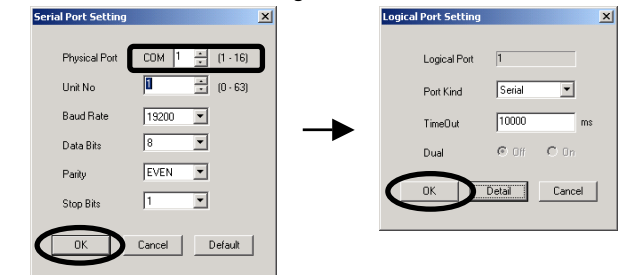 Serial Port Setting
Physical Port COM 1 (1 - 16)
Unit No 1 (0 - 63)
Baud Rate 19200
Data Bits 8
Parity EVEN
Stop Bits 1
OK Cancel Default
Logical Port Setting
Logical Port 1
Port Kind Serial
TimeOut 10000 ms
Dual Off On
OK Detail Cancel